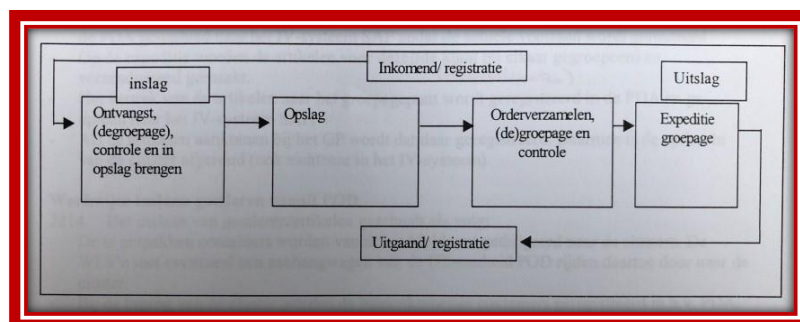 Inkomend/ registratie
inslag
Uitslag
Ontvangst,
(degroepage),
controle en in
opslag brengen
Opslag
Orderverzamelen,
(de)groepage en
controle
Expeditie
groepage
Uitgaand/ registratie